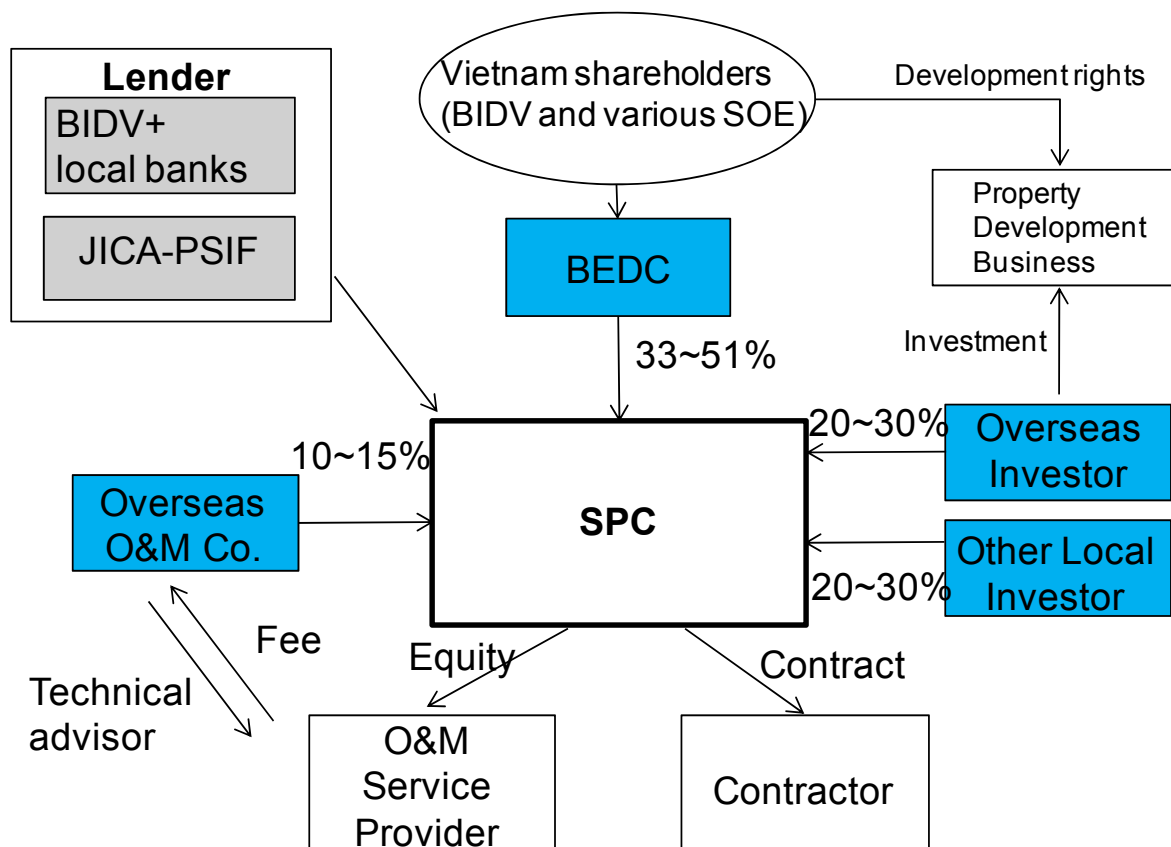 Lender
BIDV+
local banks
JICA-PSIF
Vietnam shareholders
(BIDV and various SOE)
Development rights
Property
Development
Business
BEDC
33~51%
Investment
20~30%
Overseas
Investor
10~15%
Overseas
O&M Co.
SPC
Other Local
Investor
20~30%
Fee
Technical
advisor
Equity
Contract
O&M
Service
Provider
Contractor